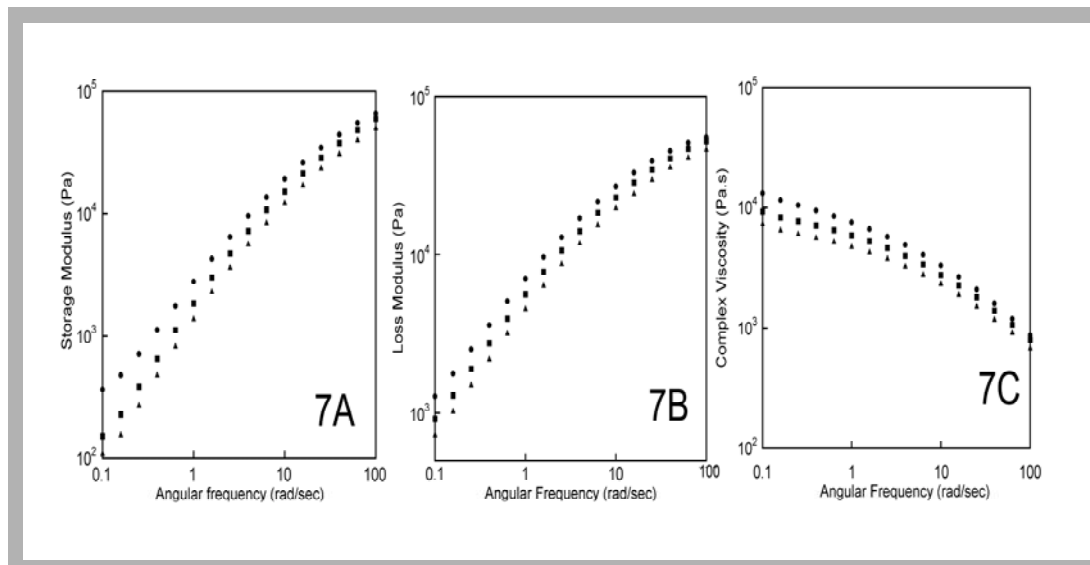 10^5
10^4
10^3
10^2
Storage Modulus (Pa)
0.1 1 10 100
Angular frequency (rad/sec)
7A
10^5
10^4
10^3
Loss Modulus (Pa)
0.1 1 10 100
Angular Frequency (rad/sec)
7B
10^5
10^4
10^3
10^2
Complex Viscosity (Pa.s)
0.1 1 10 100
Angular Frequency (rad/sec)
7C